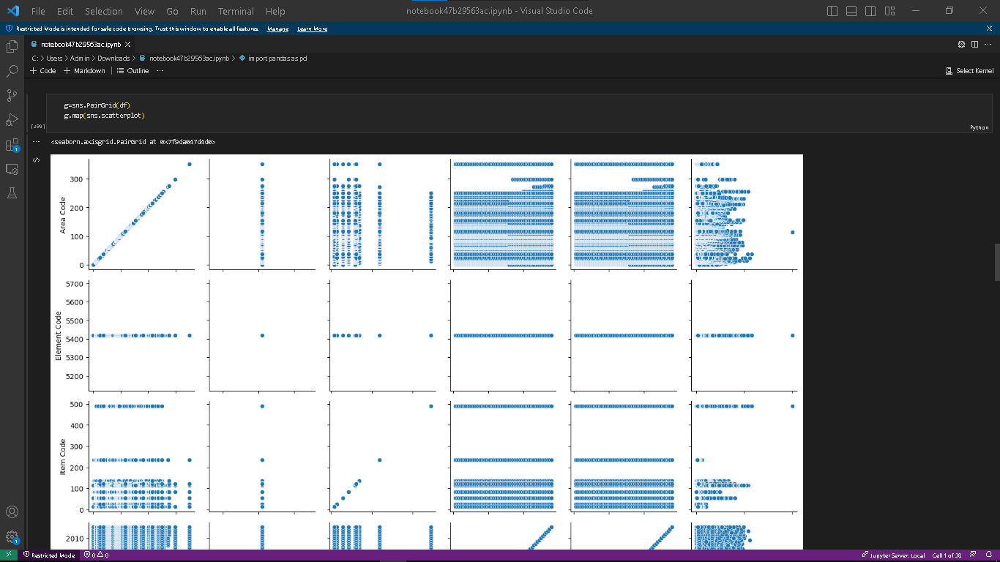 File Edit Selection View Go Run Terminal Help notebook47b29563ac.ipynb - Visual Studio Code
Restricted Mode is intended for safe code browsing. Trust this window to enable all features. Manage Learn More
notebook47b29563ac.ipynb
C: > Users > Admin > Downloads > notebook47b29563ac.ipynb > import pandas as pd
+ Code + Markdown Outline ... Select Kernel
g=sns.PairGrid(df)
g.map(sns.scatterplot)
[209]
Python
... <seaborn.axisgrid.PairGrid at 0x7f9da047d4d0>
300
200
100
0
Area Code
5700
5600
5500
5400
5300
5200
Element Code
500
400
300
200
100
0
Item Code
2010
1
1
Restricted Mode 0 0 Jupyter Server: Local Cell 1 of 38